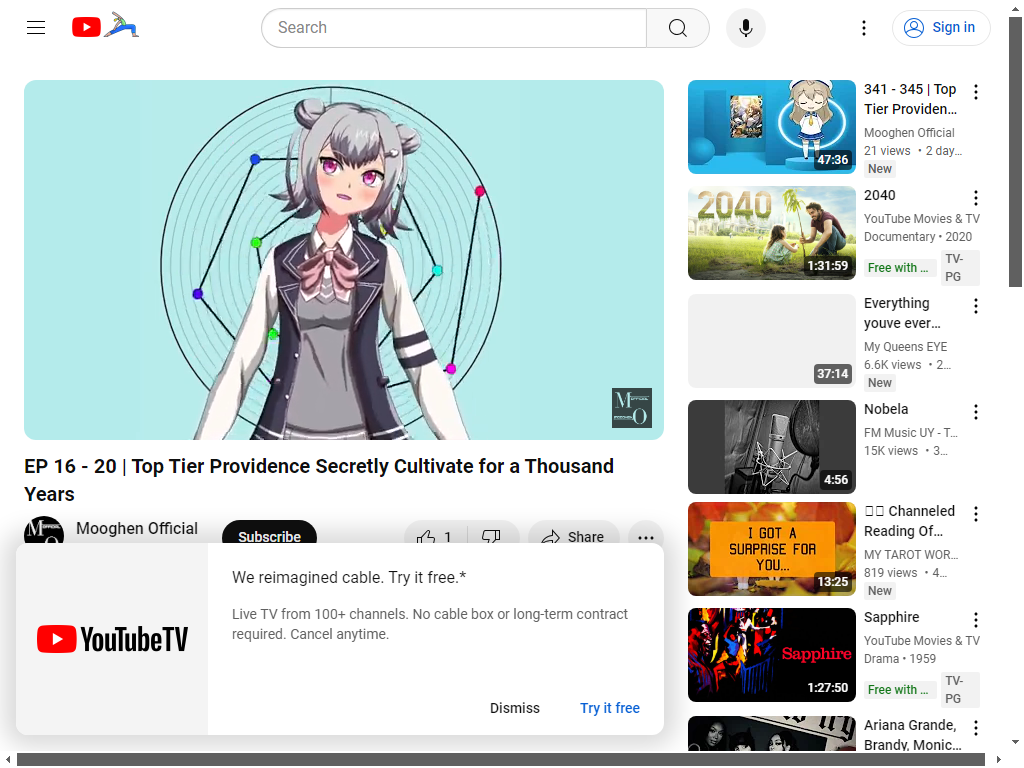 Search
Sign in
EP 16 - 20 | Top Tier Providence Secretly Cultivate for a Thousand
Years
Mooghen Official
Subscribe
1
Share
We reimagined cable. Try it free.*
Live TV from 100+ channels. No cable box or long-term contract
required. Cancel anytime.
YouTubeTV
Dismiss
Try it free
341 - 345 | Top
Tier Providen...
Mooghen Official
21 views • 2 day...
New
47:36
2040
2040
YouTube Movies & TV
Documentary • 2020
Free with ...
TV-
PG
1:31:59
Everything
youve ever...
My Queens EYE
6.6K views • 2...
New
37:14
Nobela
FM Music UY - T...
15K views • 3...
4:56
Channeled
Reading Of...
MY TAROT WOR...
819 views • 4...
New
I GOT A
SURPRISE FOR
YOU...
13:25
Sapphire
YouTube Movies & TV
Drama • 1959
Free with ...
TV-
PG
Sapphire
1:27:50
Ariana Grande,
Brandy, Monic...